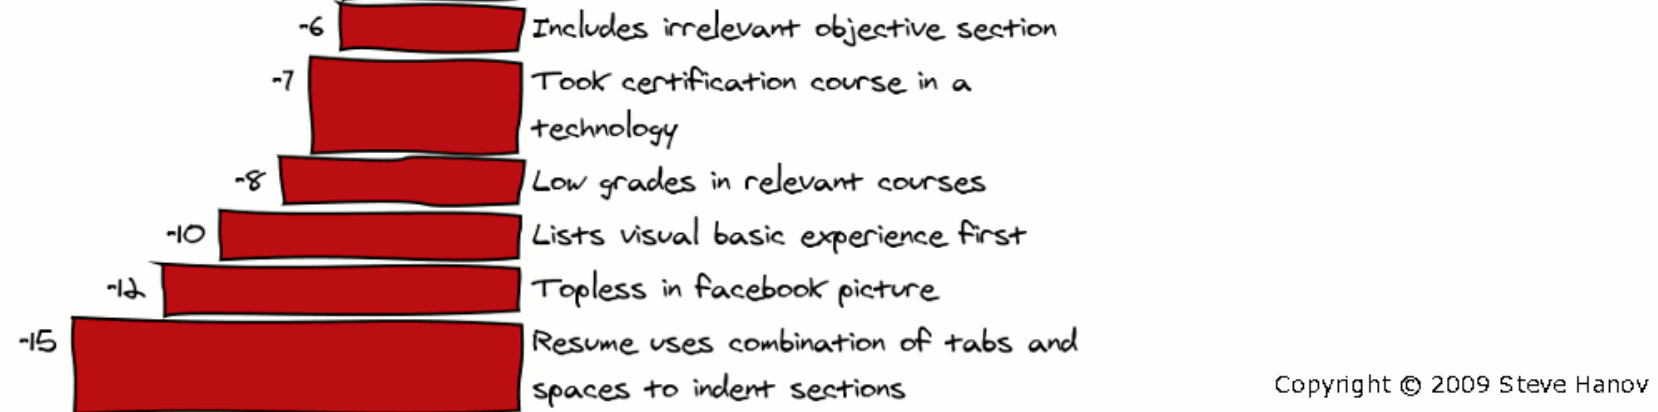 -6 Includes irrelevant objective section
-7 Took certification course in a
technology
-8 Low grades in relevant courses
-10 Lists visual basic experience first
-12 Topless in facebook picture
-15 Resume uses combination of tabs and
spaces to indent sections
Copyright © 2009 Steve Hanov